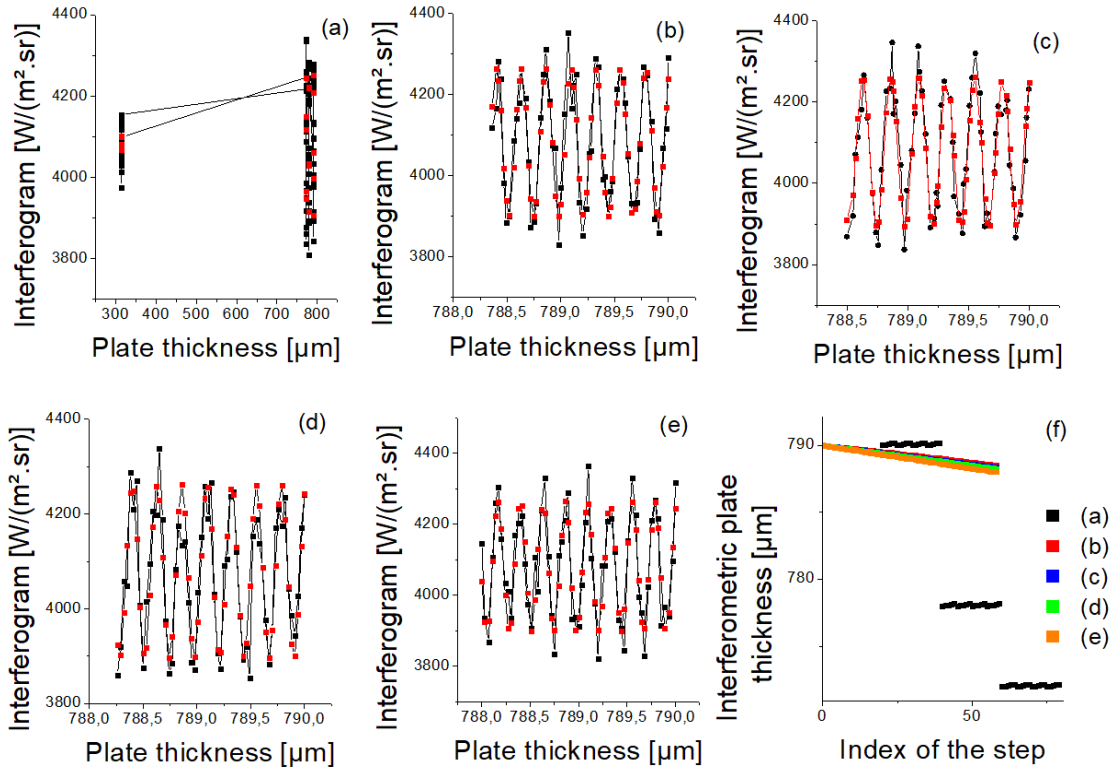 (a)
Interferogram [W/(m².sr)]
4400
4200
4000
3800
300 400 500 600 700 800
Plate thickness [µm]
(b)
Interferogram [W/(m².sr)]
4400
4200
4000
3800
788,0 788,5 789,0 789,5 790,0
Plate thickness [µm]
(c)
Interferogram [W/(m².sr)]
4400
4200
4000
3800
788,5 789,0 789,5 790,0
Plate thickness [µm]
(d)
Interferogram [W/(m².sr)]
4400
4200
4000
3800
788,0 788,5 789,0 789,5 790,0
Plate thickness [µm]
(e)
Interferogram [W/(m².sr)]
4500
4400
4200
4000
3800
788,0 788,5 789,0 789,5 790,0
Plate thickness [µm]
(f)
Interferometric plate
thickness [µm]
790
780
0 50
Index of the step
(a)
(b)
(c)
(d)
(e)